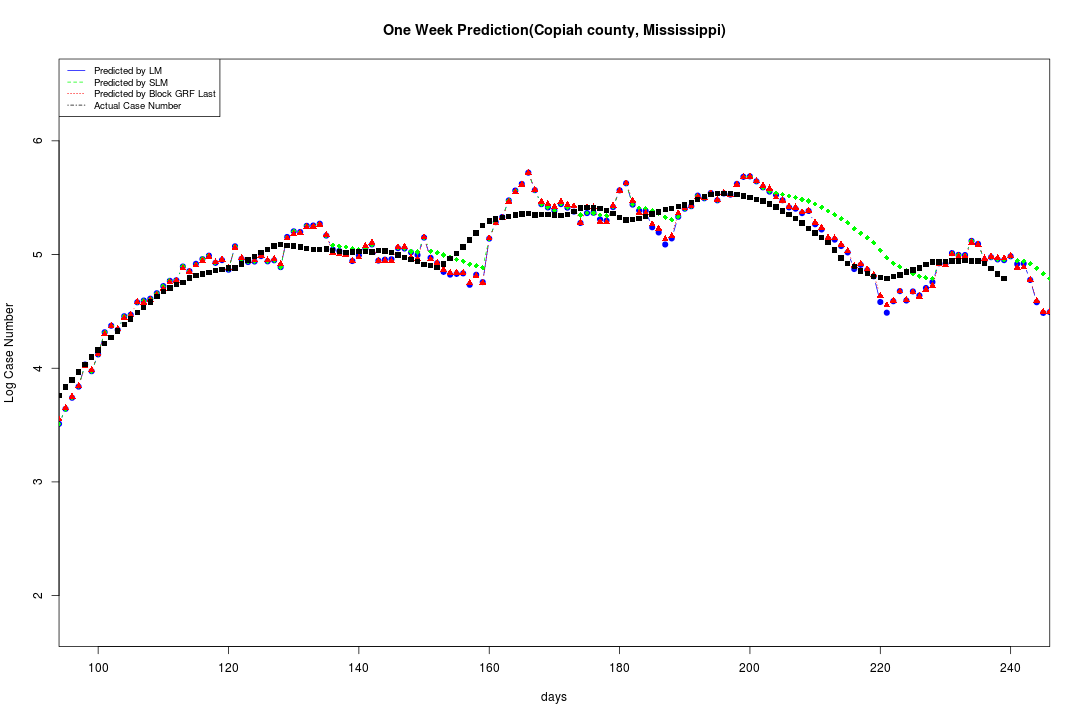 One Week Prediction(Copiah county, Mississippi)
Predicted by LM
Predicted by SLM
Predicted by Block GRF Last
Actual Case Number
Log Case Number
6
5
4
3
2
100 120 140 160 180 200 220 240
days